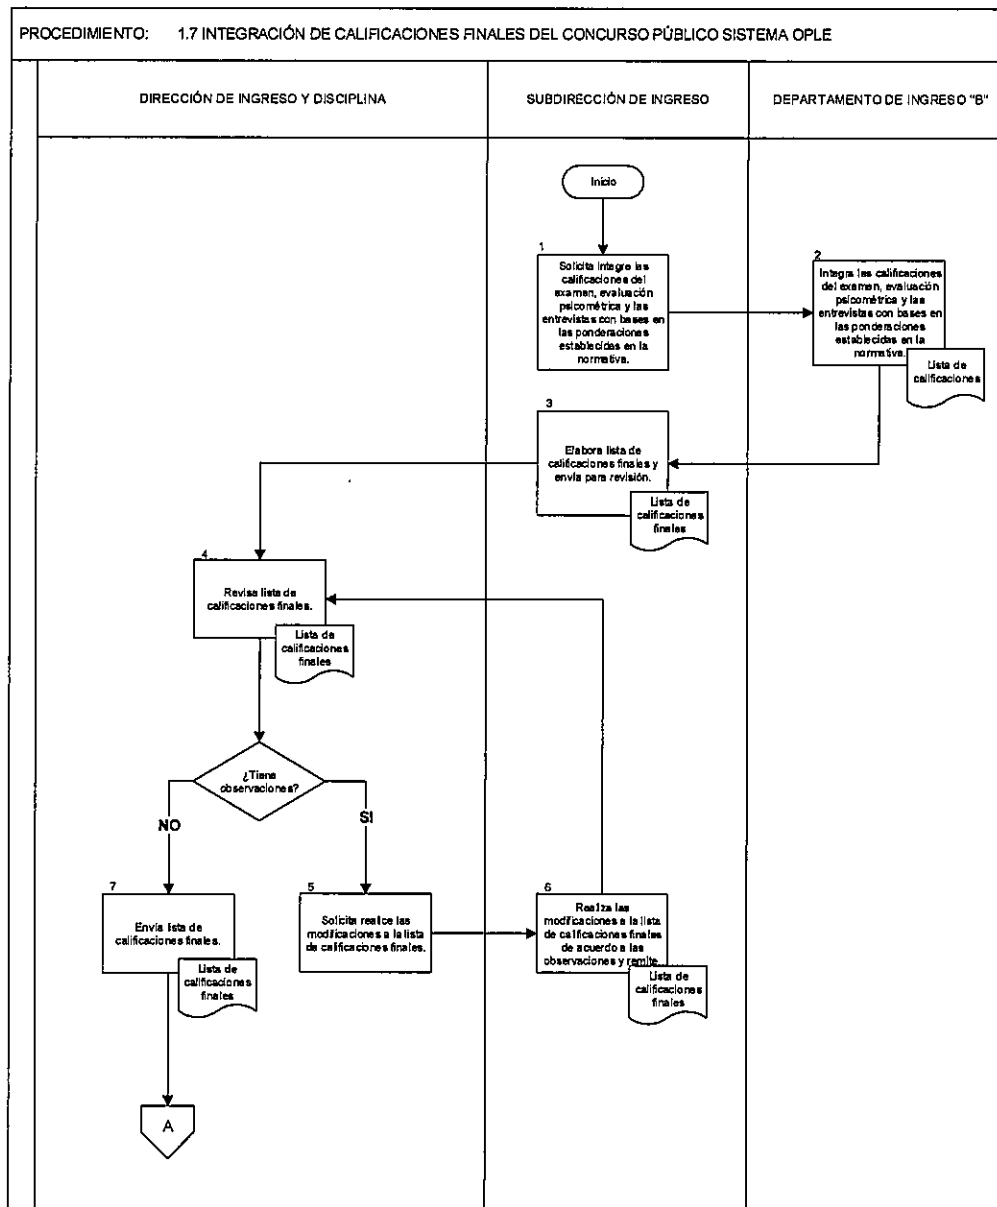 PROCEDIMIENTO: 1.7 INTEGRACIÓN DE CALIFICACIONES FINALES DEL CONCURSO PÚBLICO SISTEMA OPLE
DIRECCIÓN DE INGRESO Y DISCIPLINA
SUBDIRECCIÓN DE INGRESO
DEPARTAMENTO DE INGRESO "B"
Inicio
1
Solicita integre las
calificaciones del
examen, evaluación
psicométrica y las
entrevistas con bases en
las ponderaciones
establecidas en la
normativa.
2
Integra las calificaciones
del examen, evaluación
psicométrica y las
entrevistas con bases en
las ponderaciones
establecidas en la
normativa.
Lista de
calificaciones
3
Elabora lista de
calificaciones finales y
envía para revisión.
Lista de
calificaciones
finales
4
Revisa lista de
calificaciones finales.
Lista de
calificaciones
finales
¿Tiene
observaciones?
NO
SI
7
Envía lista de
calificaciones finales.
Lista de
calificaciones
finales
5
Solicita realice las
modificaciones a la lista
de calificaciones finales.
6
Realiza las
modificaciones a la lista
de calificaciones finales
de acuerdo a las
observaciones y remite.
Lista de
calificaciones
finales
A